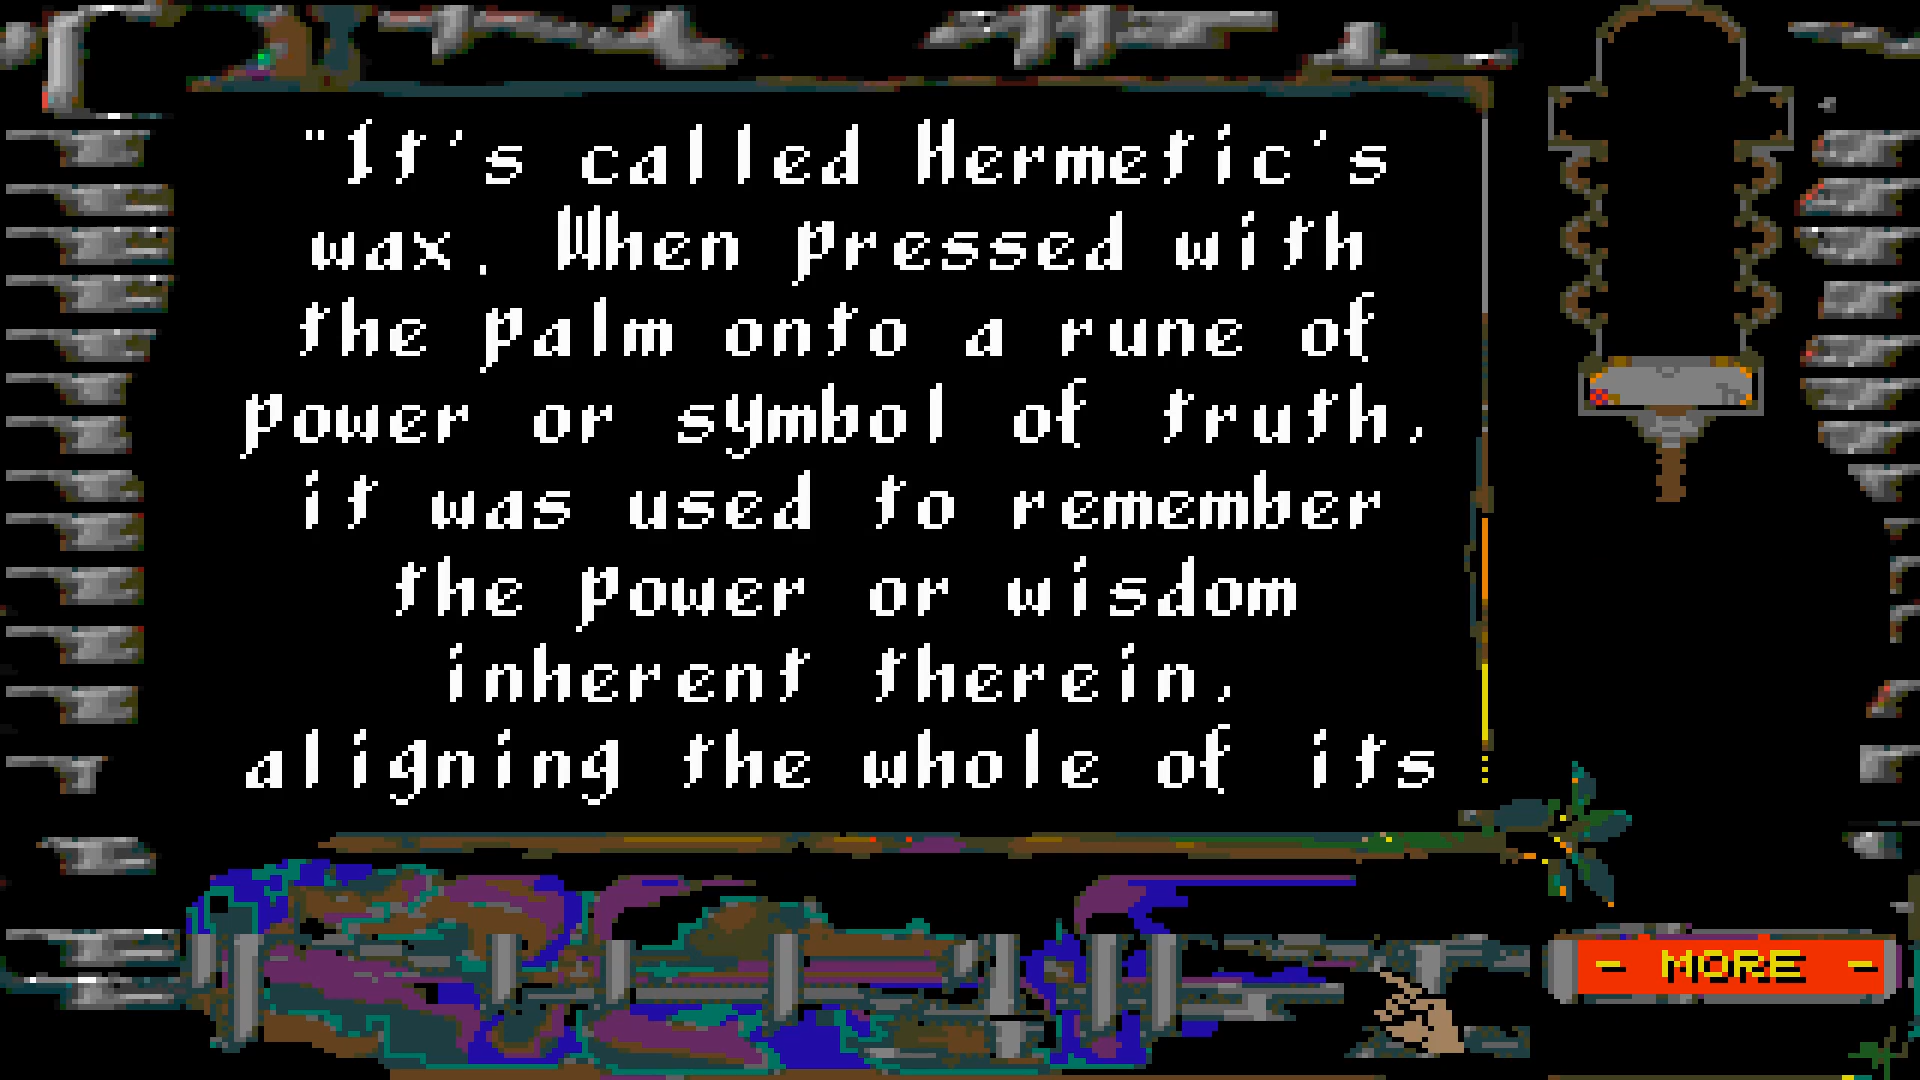 "It's called Hermetic's
wax. When pressed with
the palm onto a rune of
power or symbol of truth,
it was used to remember
the power or wisdom
inherent therein,
aligning the whole of its
- MORE -